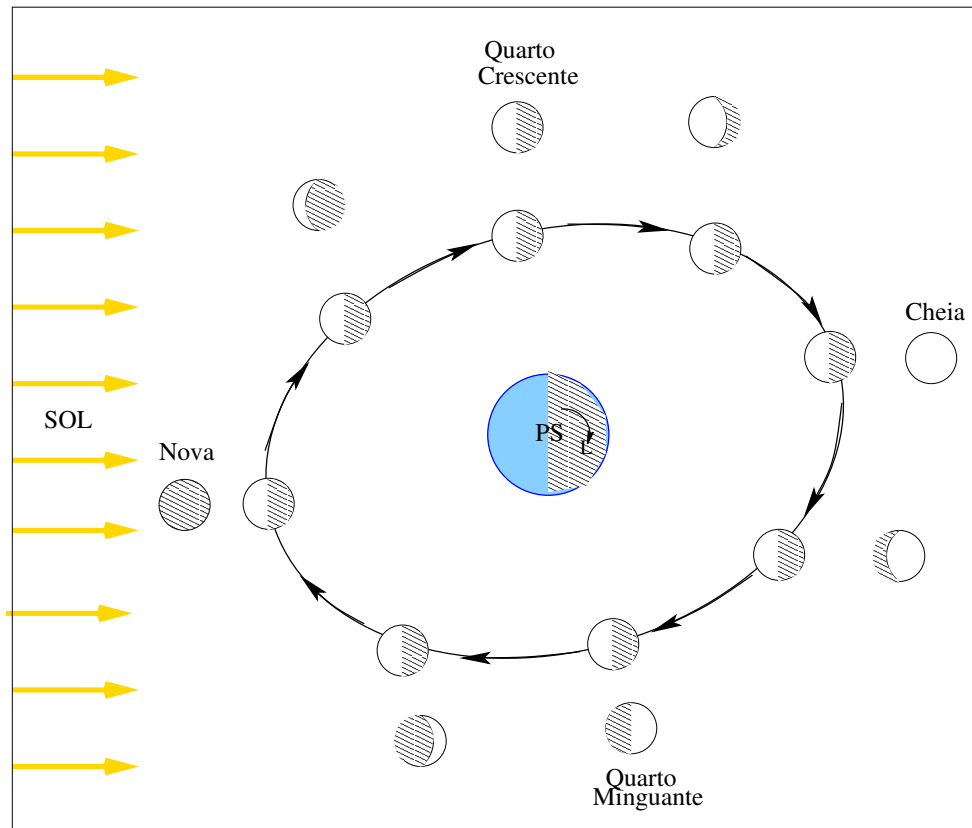 Quarto
Crescente
Cheia
SOL
PS
L
Nova
Quarto
Minguante